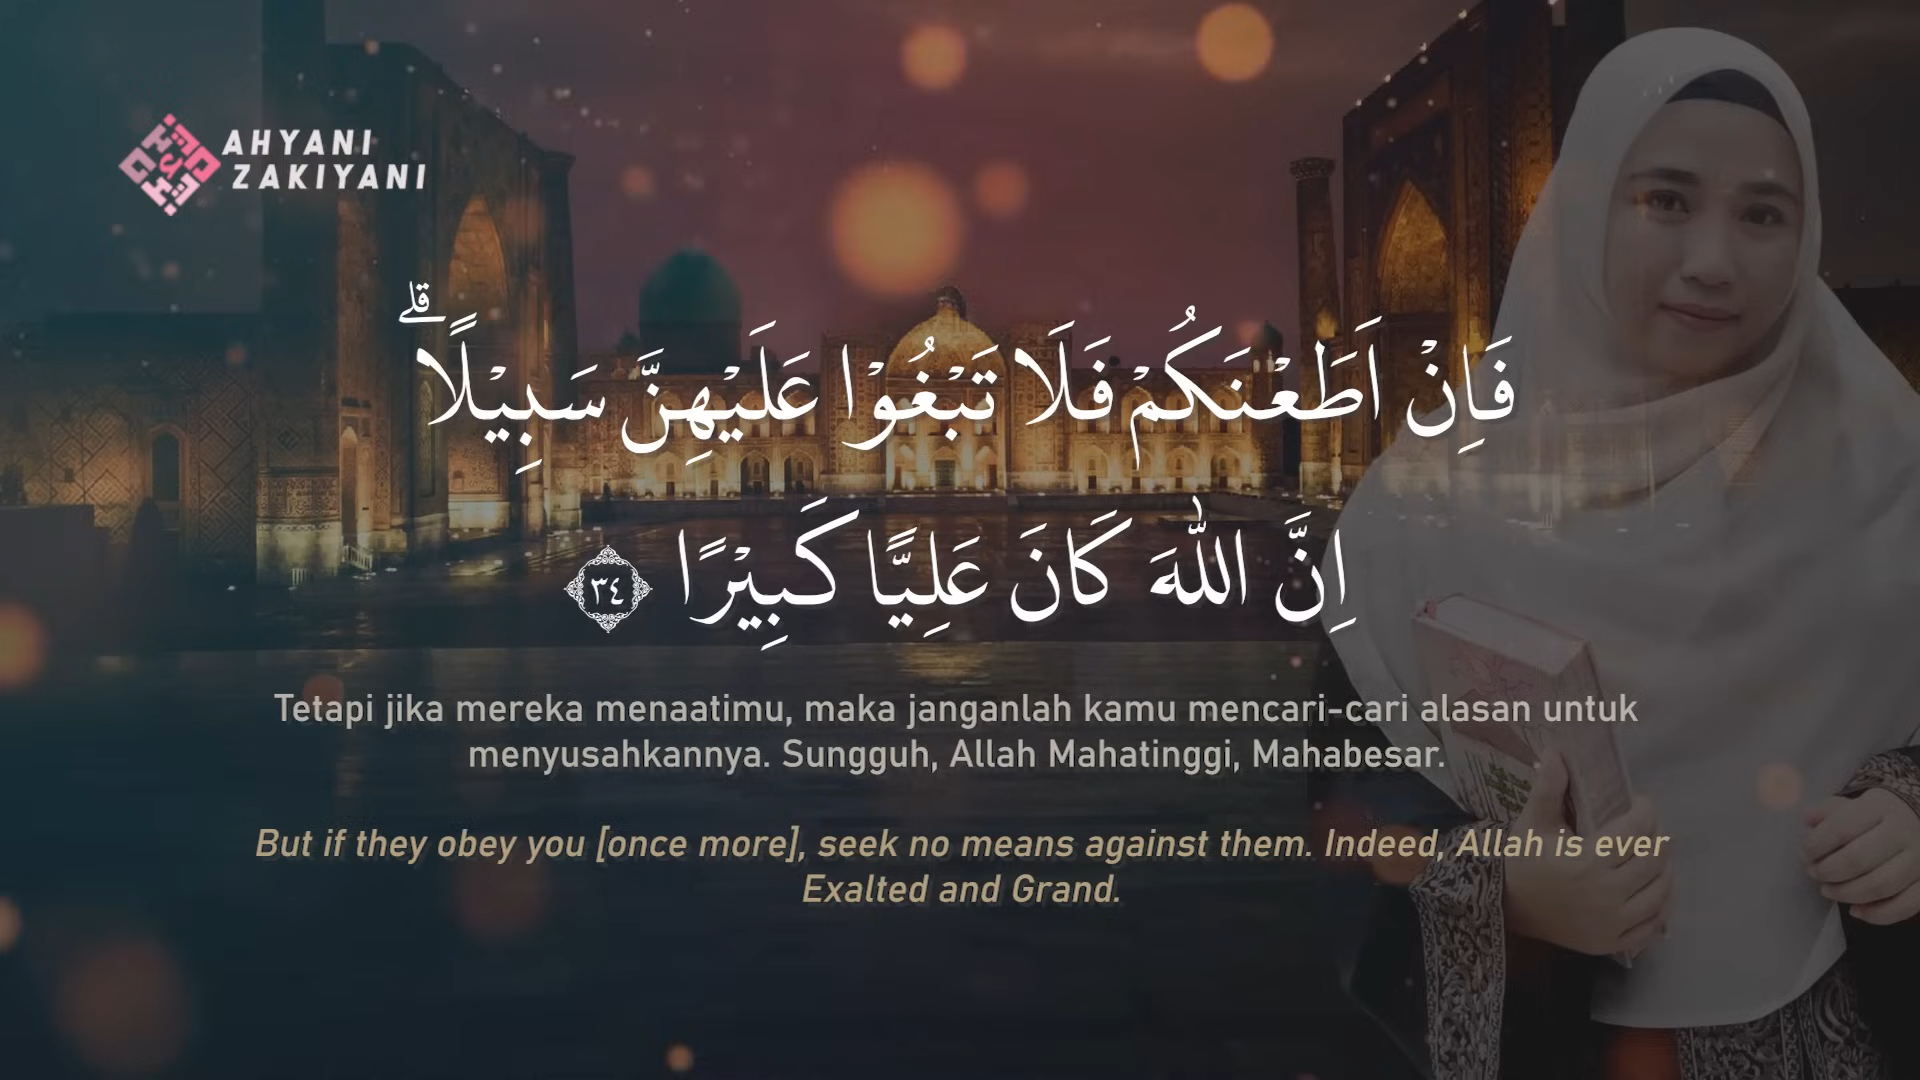 AHYANI
ZAKIYANI
فَاِنْ اَطَعْنَكُمْ فَلَا تَبْغُوْا عَلَيْهِنَّ سَبِيْلًا ۗ
اِنَّ اللّٰهَ كَانَ عَلِيًّا كَبِيْرًا ٣٤
Tetapi jika mereka menaatimu, maka janganlah kamu mencari-cari alasan untuk
menyusahkannya. Sungguh, Allah Mahatinggi, Mahabesar.
But if they obey you [once more], seek no means against them. Indeed, Allah is ever
Exalted and Grand.